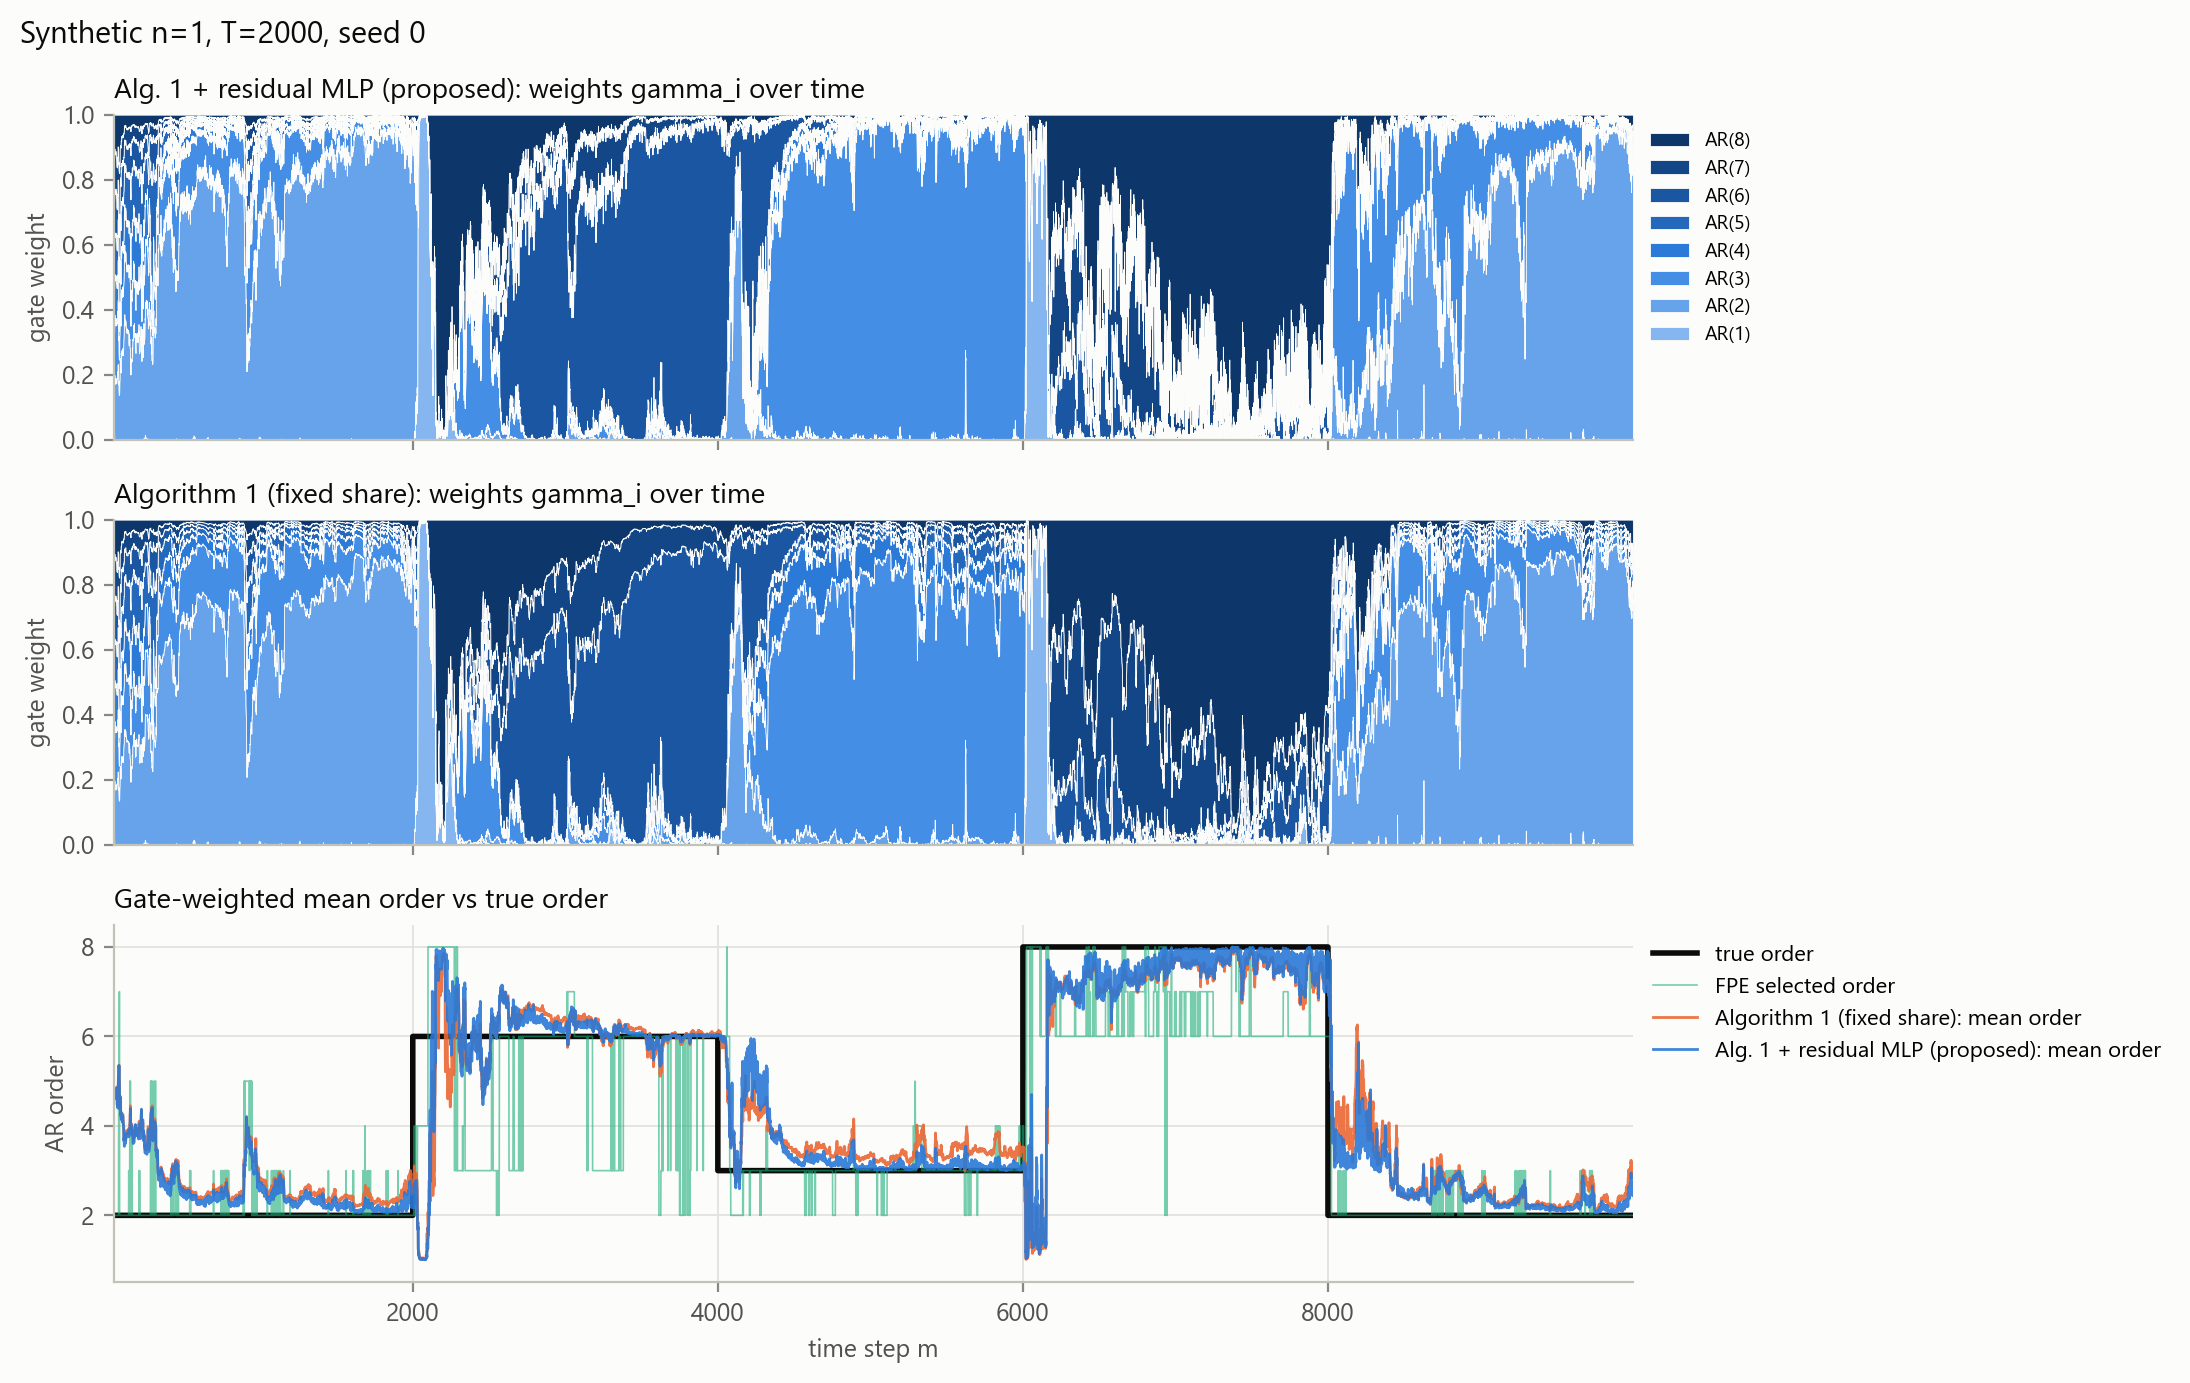 Synthetic n=1, T=2000, seed 0
Alg. 1 + residual MLP (proposed): weights gamma_i over time
1.0
0.8
0.6
0.4
0.2
0.0
gate weight
AR(8)
AR(7)
AR(6)
AR(5)
AR(4)
AR(3)
AR(2)
AR(1)
Algorithm 1 (fixed share): weights gamma_i over time
1.0
0.8
0.6
0.4
0.2
0.0
gate weight
Gate-weighted mean order vs true order
8
6
4
2
AR order
true order
FPE selected order
Algorithm 1 (fixed share): mean order
Alg. 1 + residual MLP (proposed): mean order
2000 4000 6000 8000
time step m